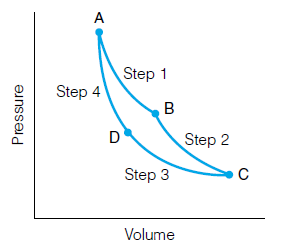 A
Step 1
Step 4
B
D
Step 2
Step 3
C
Pressure
Volume